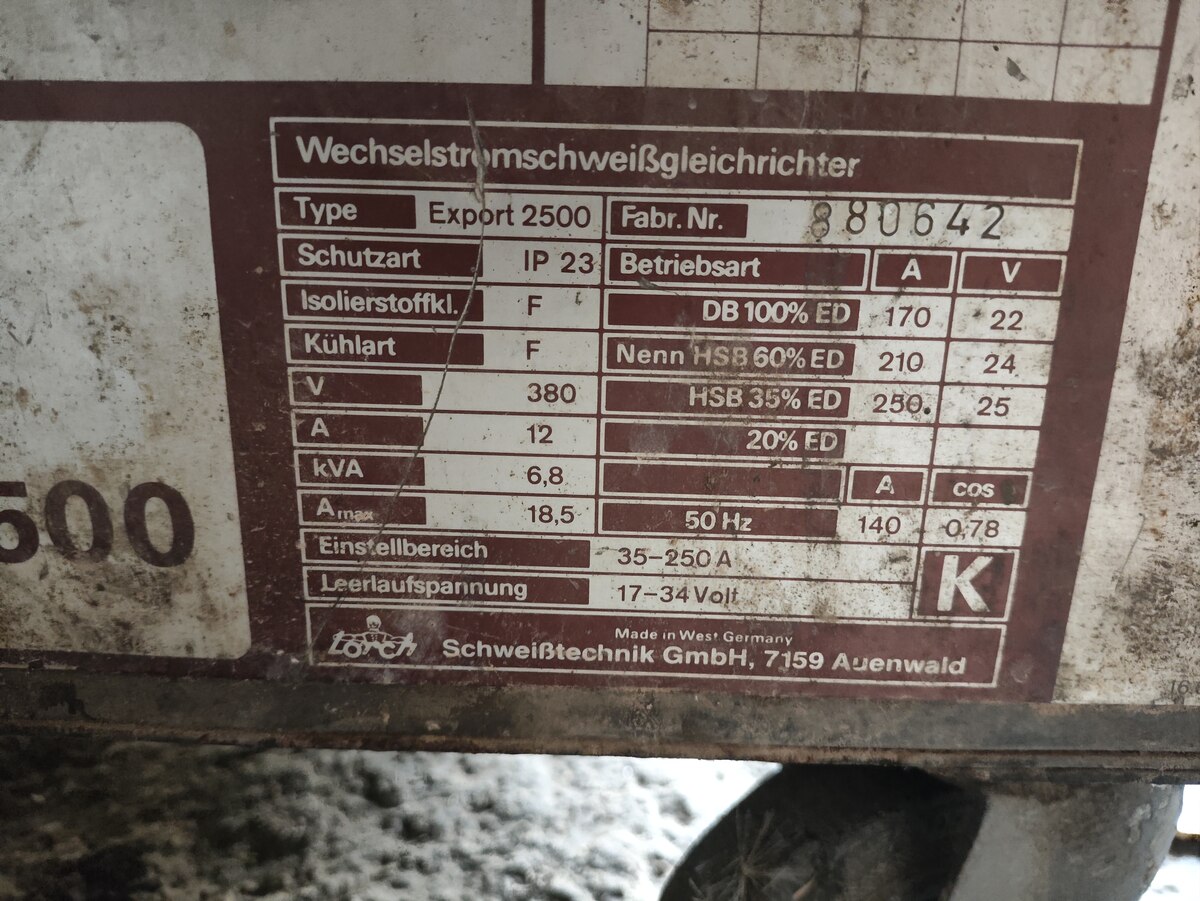 Wechselstromschweißgleichrichter
Type Export 2500 Fabr. Nr. 880642
Schutzart IP 23 Betriebsart A V
Isolierstoffkl. F DB 100% ED 170 22
Kühlart F Nenn HSB 60% ED 210 24
V 380 HSB 35% ED 250 25
A 12 20% ED
kVA 6,8 A cos
A max 18,5 50 Hz 140 0,78
Einstellbereich 35-250 A
Leerlaufspannung 17-34 Volt
K
500
Made in West Germany
torch Schweißtechnik GmbH, 7159 Auenwald